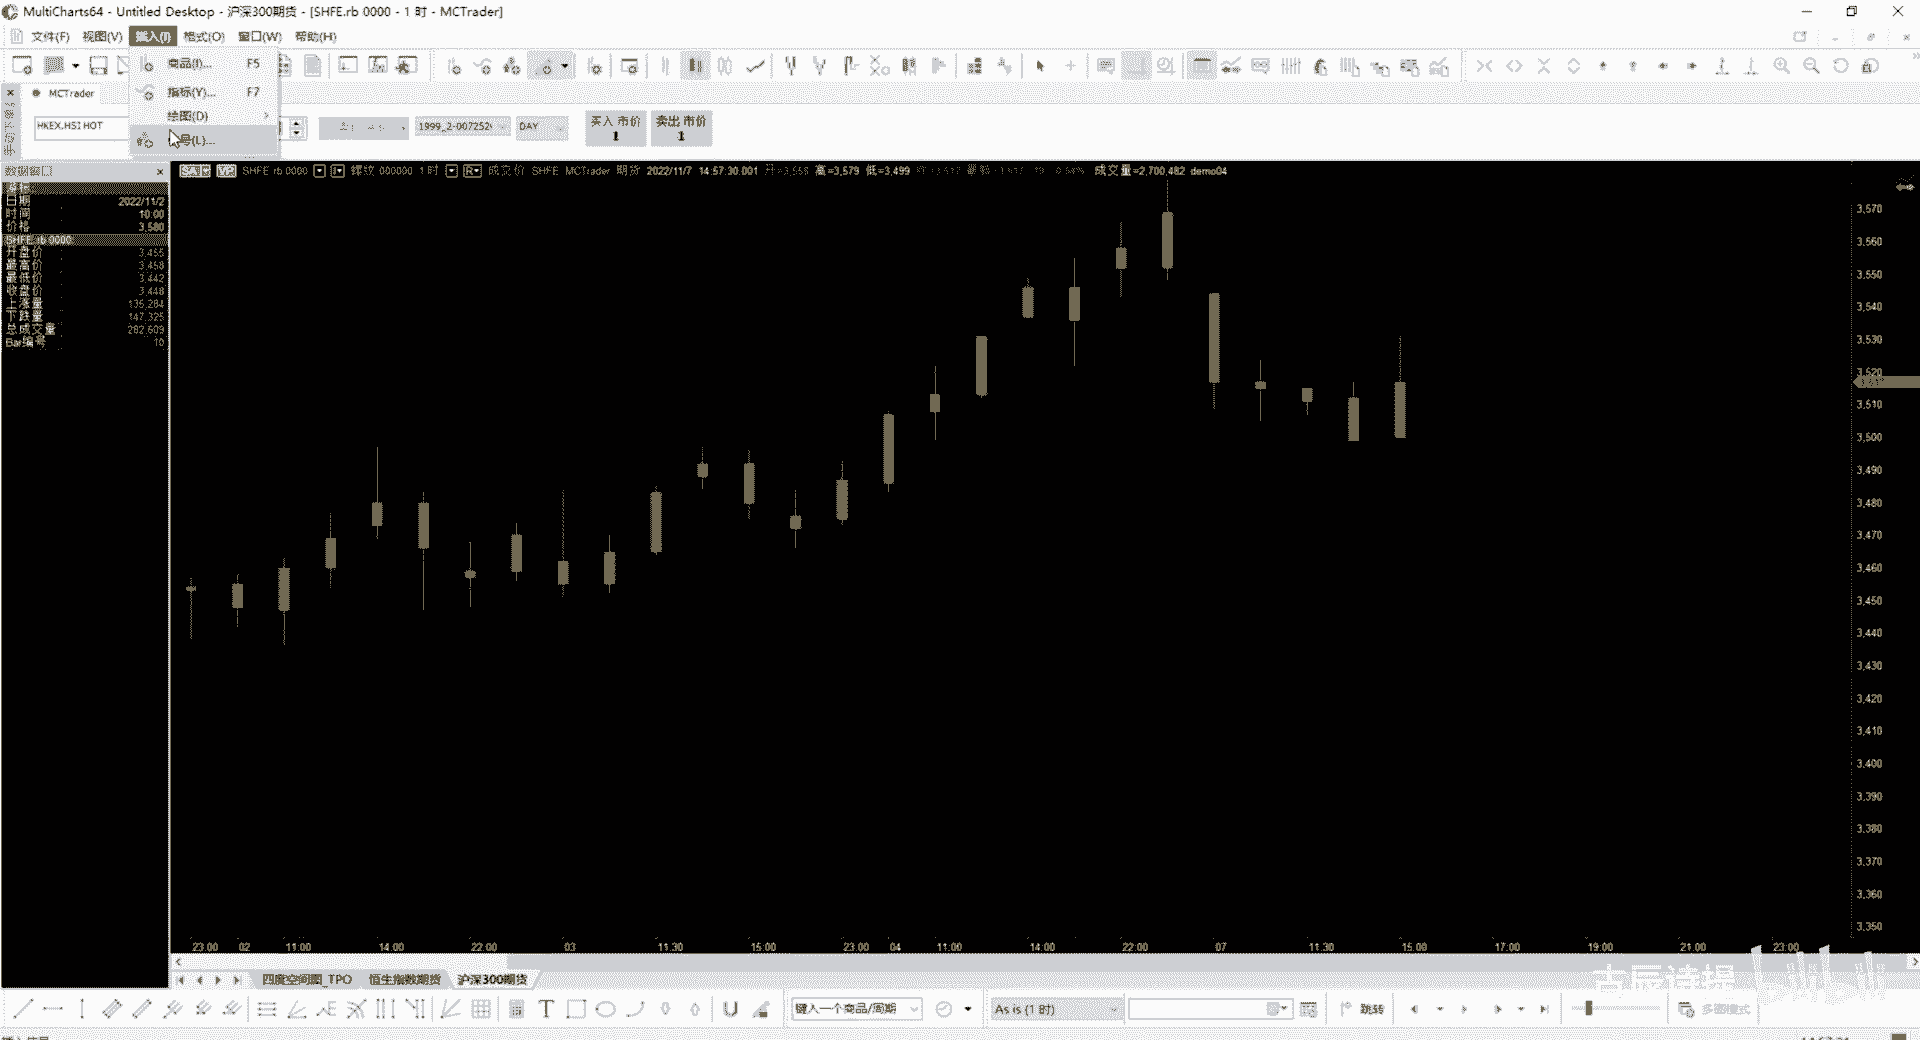 MultiCharts64 - Untitled Desktop - 沪深300期货 - [SHFE.rb 0000 - 1 时 - MCTrader]
文件(F) 视图(V) 插入(I) 格式(O) 窗口(W) 帮助(H)
商品(I)... F5
指标(Y)... F7
绘图(D)
号(L)...
MCTrader
HKEX.HSI HOT
DAY
买入 市价
1
卖出 市价
1
SA VP SHFE rb 0000 I 螺纹 000000 1 时 R 成交价 SHFE MCTrader 期货 2022/11/7 14:57:30.001 高=3,579 低=3,499 成交量=2,700,482 demo04
日期 2022/11/2
时间 10:00
价格 3,580
SHFE rb 0000
开盘价 3,455
最高价 3,458
最低价 3,442
收盘价 3,448
上涨量 135,284
下跌量 147,325
总成交量 282,609
Bar编号 10
3,570
3,560
3,550
3,540
3,530
3,520
3,510
3,500
3,490
3,480
3,470
3,460
3,450
3,440
3,430
3,420
3,410
3,400
3,390
3,380
3,370
3,360
3,350
23:00 02 11:00 14:00 22:00 03 11:30 15:00 23:00 04 11:00 14:00 22:00 07 11:30 15:00 17:00 19:00 21:00 23:00
四度空间图_TPO 恒生指数期货 沪深300期货
键入一个商品/周期 As is (1 时) 跳转